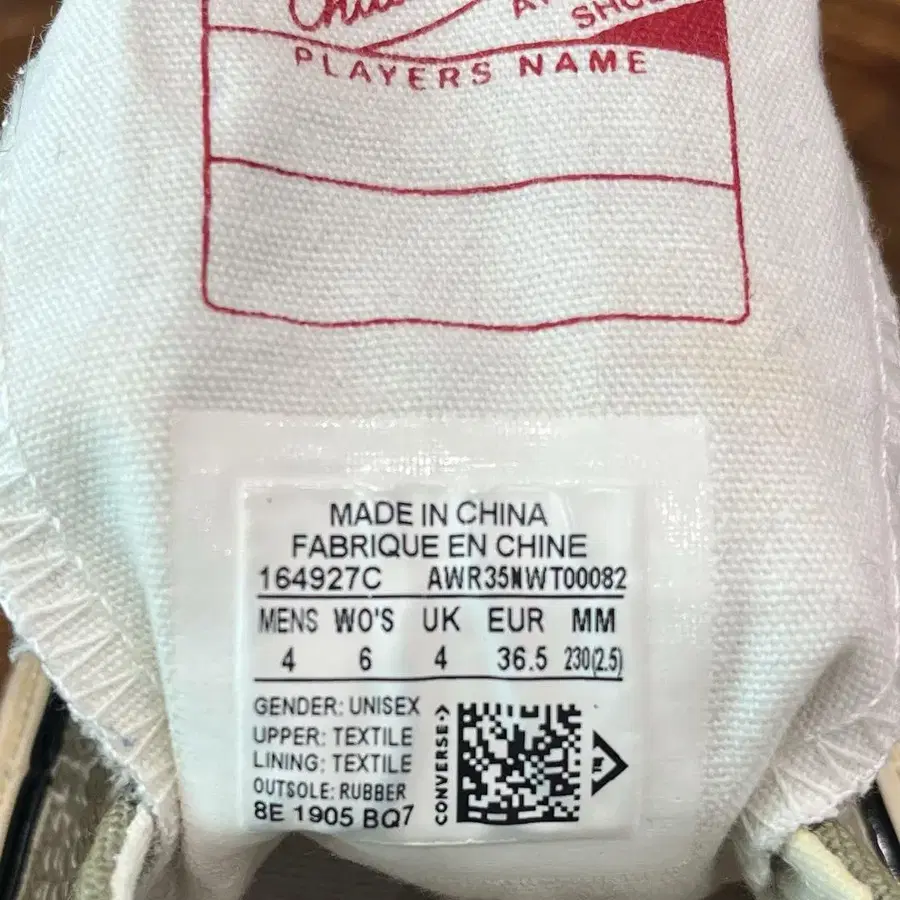 PLAYERS NAME
MADE IN CHINA
FABRIQUE EN CHINE
164927C AWR35NWT00082
MENS WO'S UK EUR MM
4 6 4 36.5 230(2.5)
GENDER: UNISEX
UPPER: TEXTILE
LINING: TEXTILE
OUTSOLE: RUBBER
8E 1905 BQ7
CONVERSE